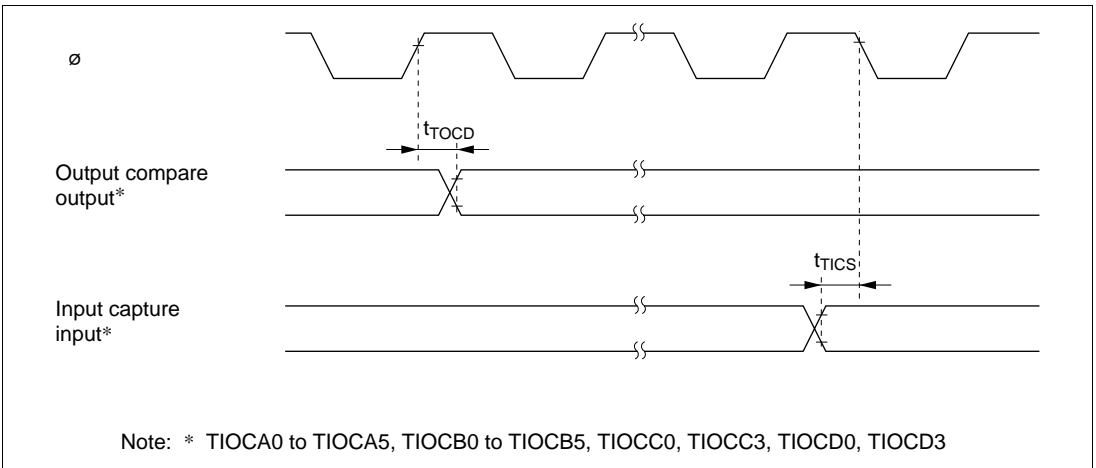 ø
tTOCD
Output compare
output*
tTICS
Input capture
input*
Note: * TIOCA0 to TIOCA5, TIOCB0 to TIOCB5, TIOCC0, TIOCC3, TIOCD0, TIOCD3